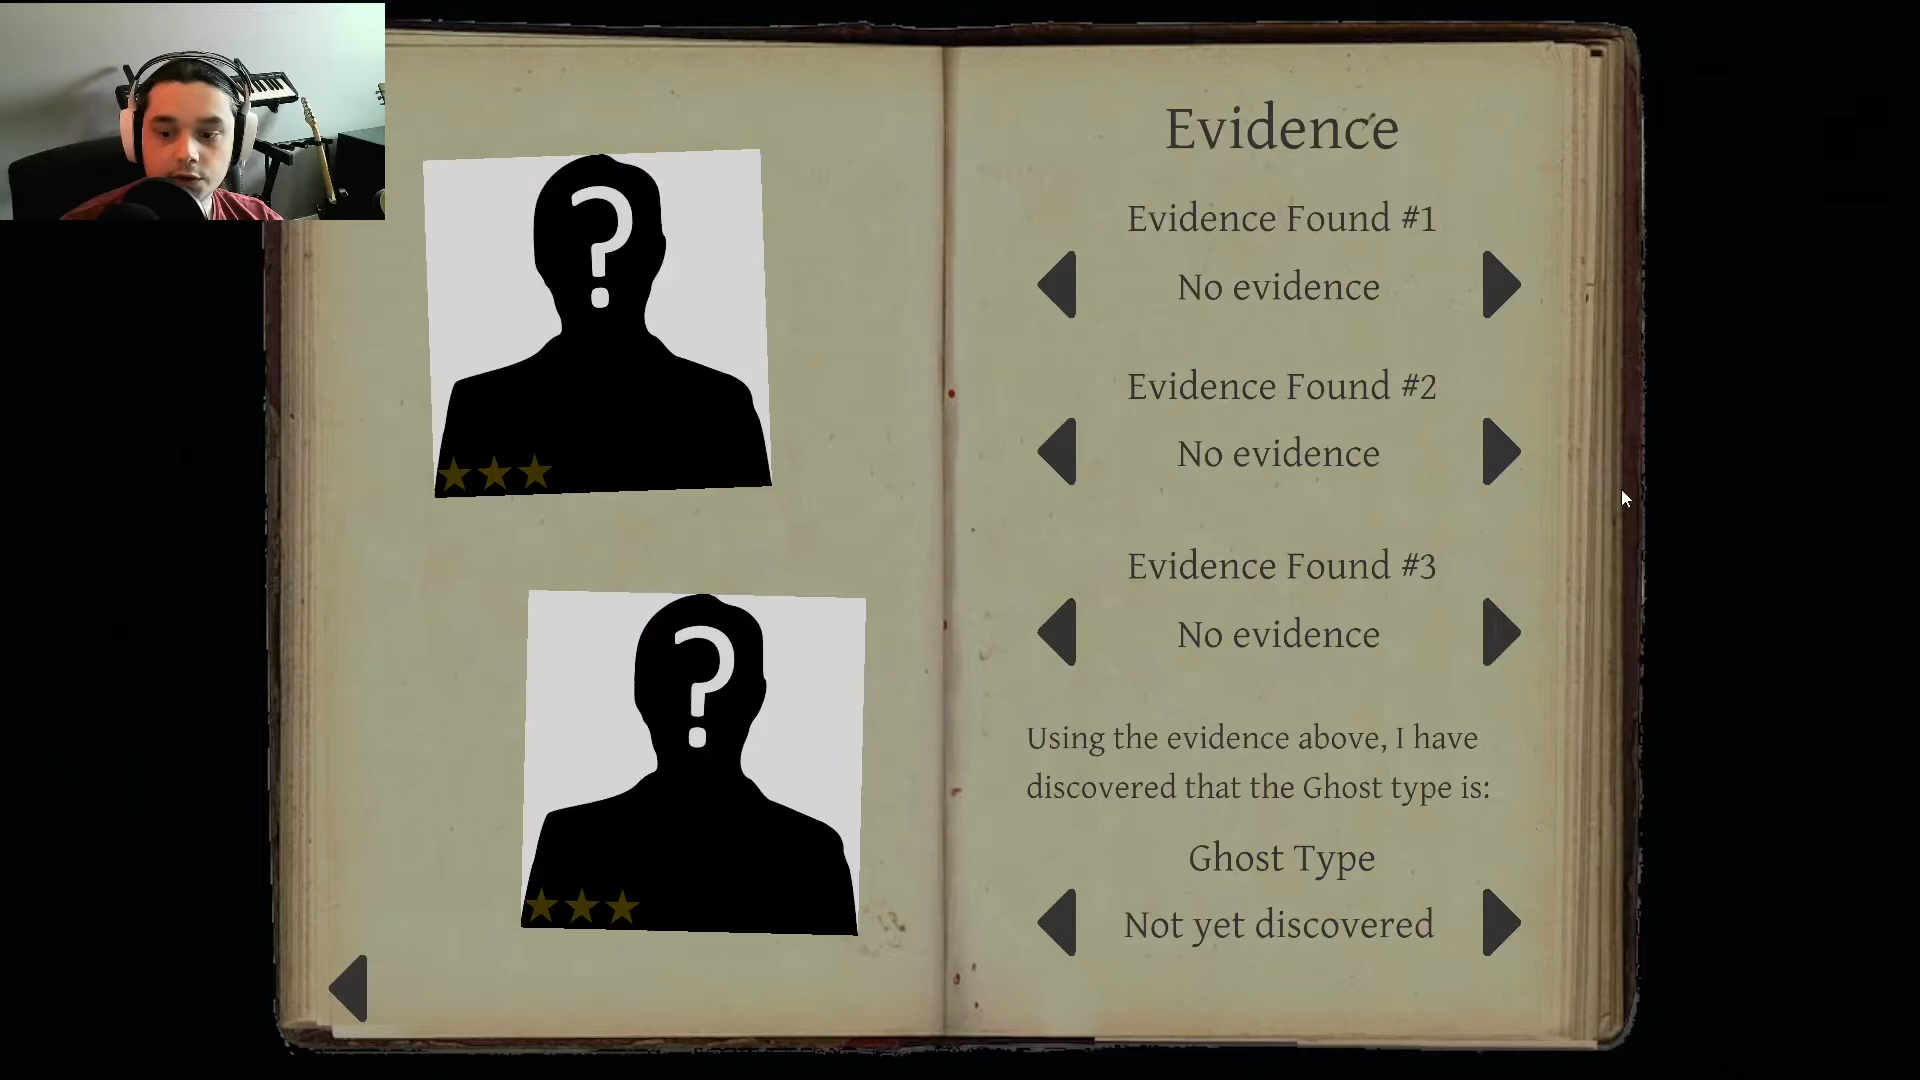 ?
?
Evidence
Evidence Found #1
No evidence
Evidence Found #2
No evidence
Evidence Found #3
No evidence
Using the evidence above, I have
discovered that the Ghost type is:
Ghost Type
Not yet discovered